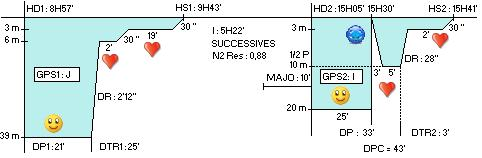 HD1: 8H57'
HS1: 9H43'
3 m
6 m
2'
30"
19'
30"
GPS1: J
DR : 2'12"
39 m
DP1:21'
DTR1:25'
I : 5H22'
SUCCESSIVES
N2 Res : 0,88
MAJO: 10'
HD2:15H05'
15H30'
HS2: 15H41'
3 m
1/2 P
10 m
2'
30"
DR : 28"
3'
5'
GPS2: I
20 m
25'
DP : 33'
DTR2: 3'
DPC = 43'